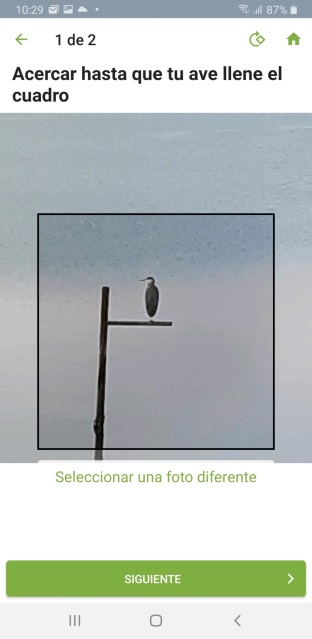 10:29 87%
1 de 2
Acercar hasta que tu ave llene el
cuadro
Seleccionar una foto diferente
SIGUIENTE